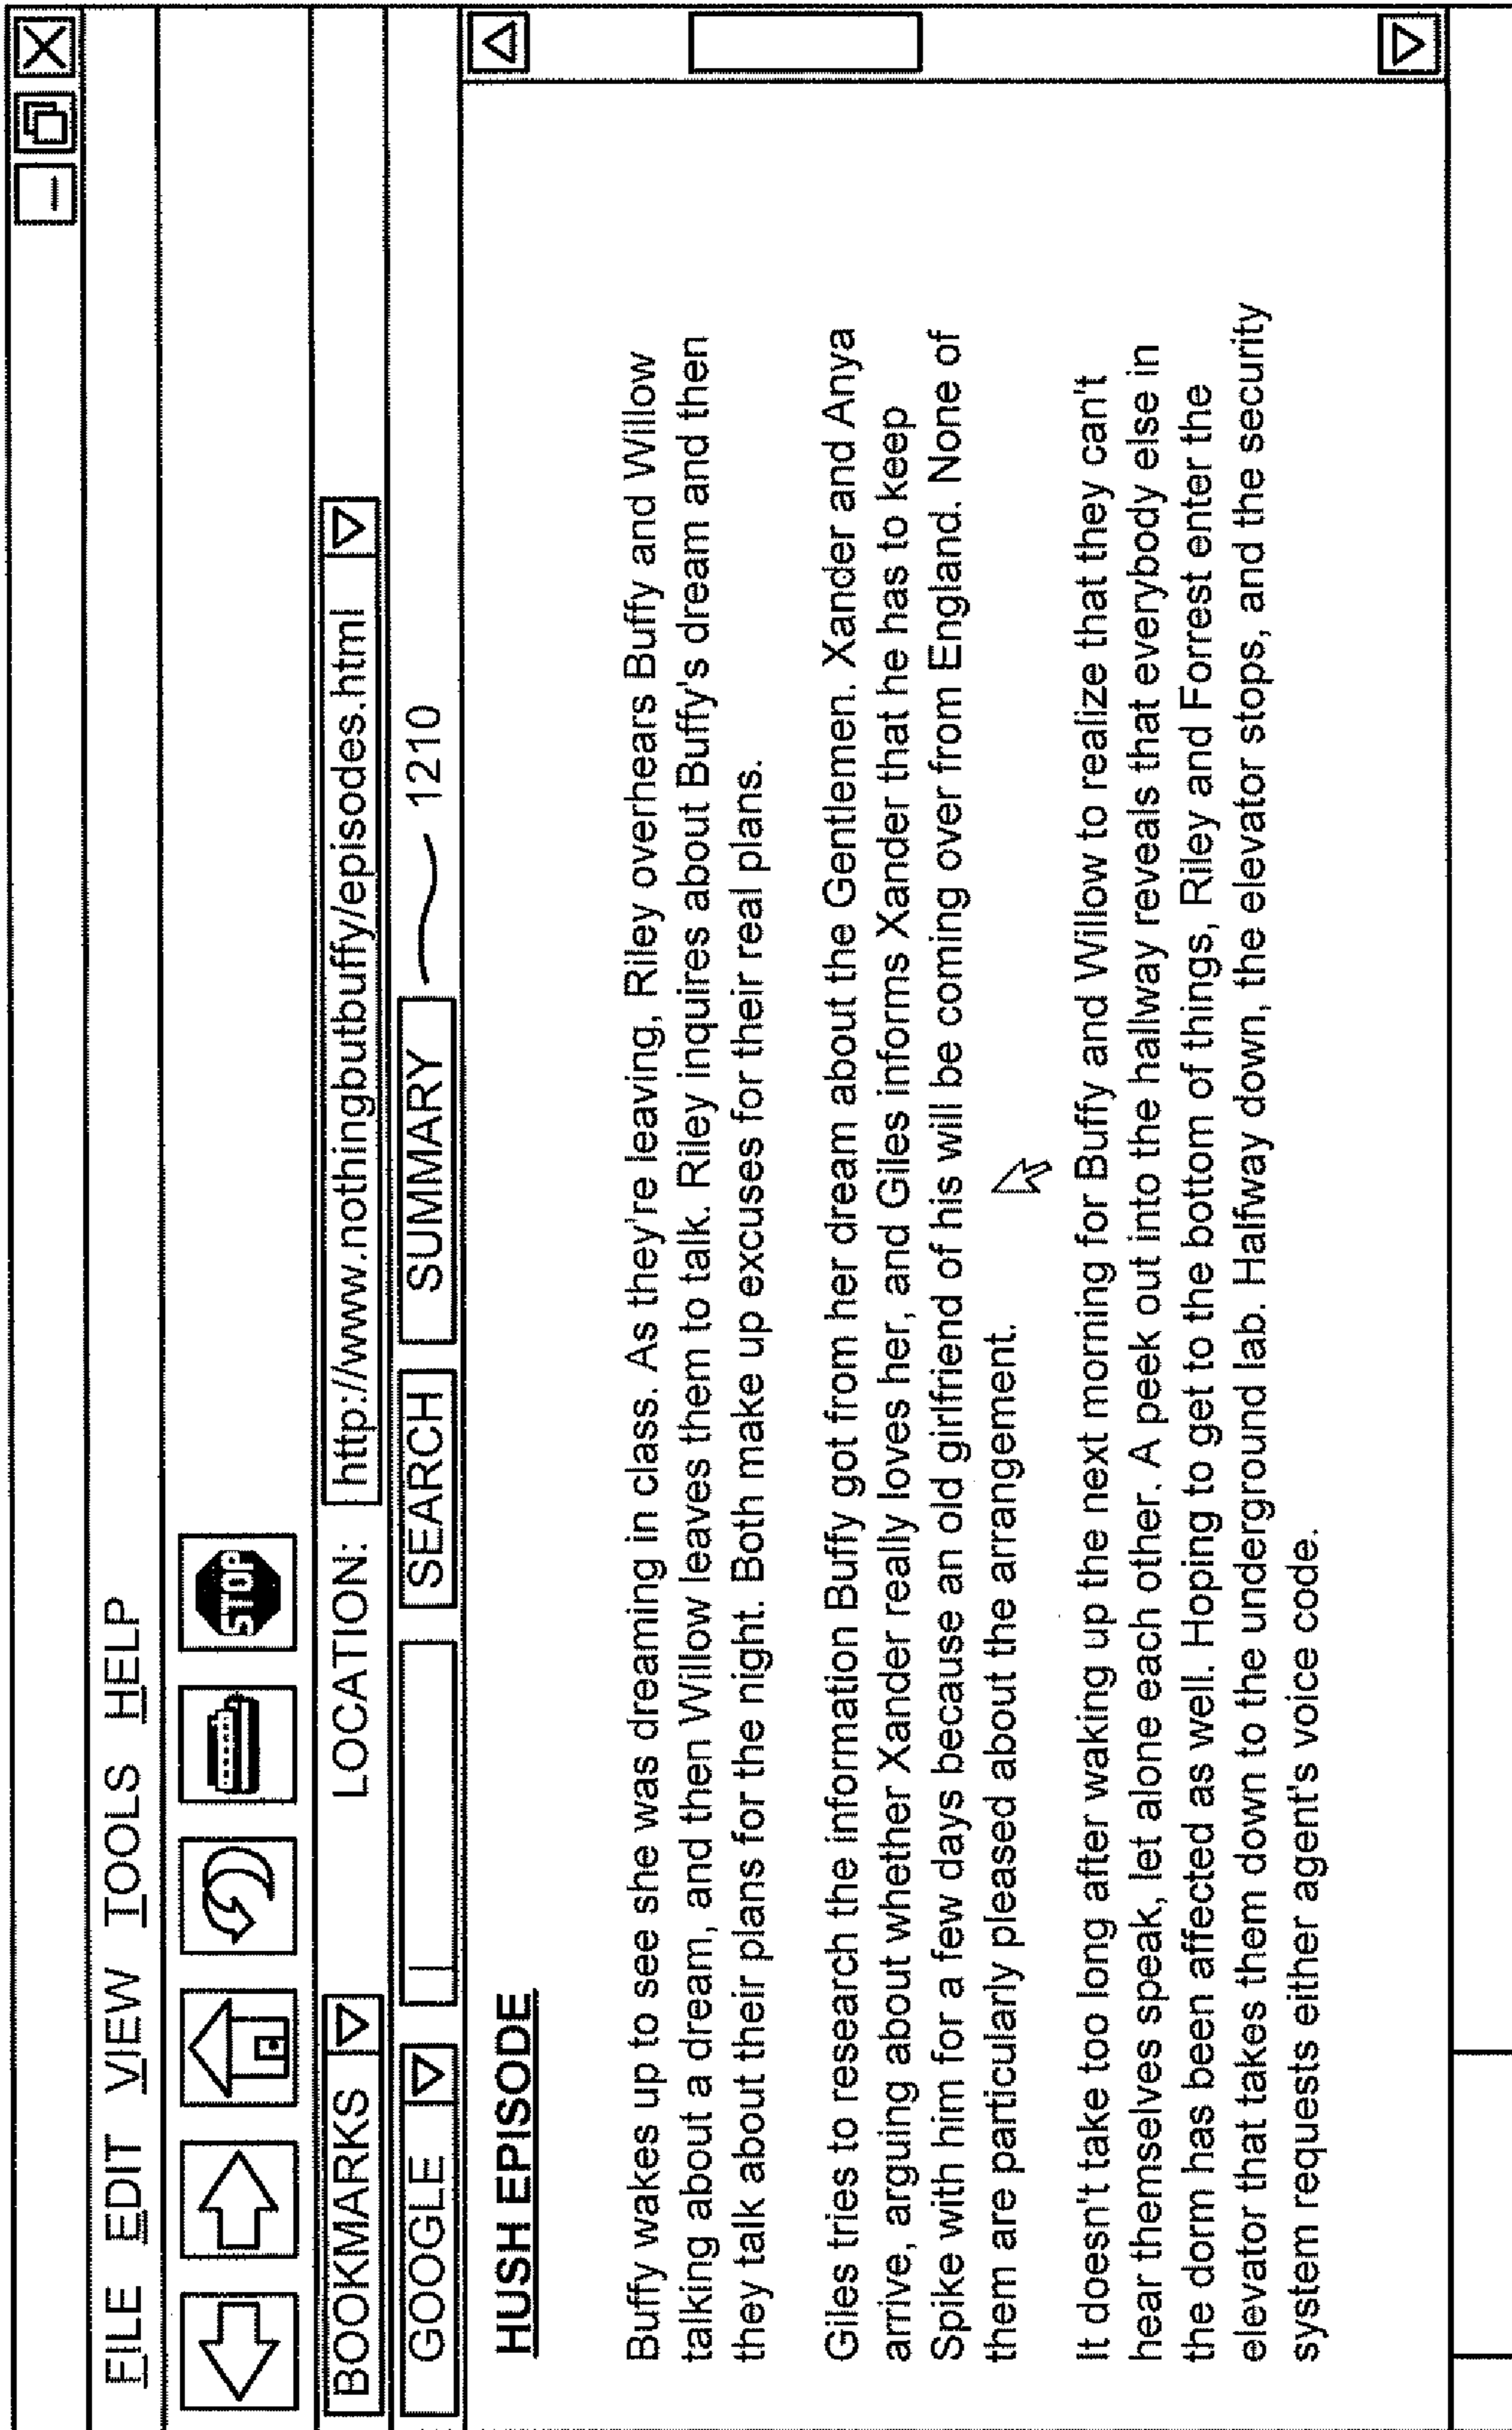 FILE EDIT VIEW TOOLS HELP
STOP
BOOKMARKS LOCATION: http://www.nothingbutbuffy/episodes.html
GOOGLE SEARCH SUMMARY 1210
HUSH EPISODE
Buffy wakes up to see she was dreaming in class. As they're leaving, Riley overhears Buffy and Willow
talking about a dream, and then Willow leaves them to talk. Riley inquires about Buffy's dream and then
they talk about their plans for the night. Both make up excuses for their real plans.
Giles tries to research the information Buffy got from her dream about the Gentlemen. Xander and Anya
arrive, arguing about whether Xander really loves her, and Giles informs Xander that he has to keep
Spike with him for a few days because an old girlfriend of his will be coming over from England. None of
them are particularly pleased about the arrangement.
It doesn't take too long after waking up the next morning for Buffy and Willow to realize that they can't
hear themselves speak, let alone each other. A peek out into the hallway reveals that everybody else in
the dorm has been affected as well. Hoping to get to the bottom of things, Riley and Forrest enter the
elevator that takes them down to the underground lab. Halfway down, the elevator stops, and the security
system requests either agent's voice code.